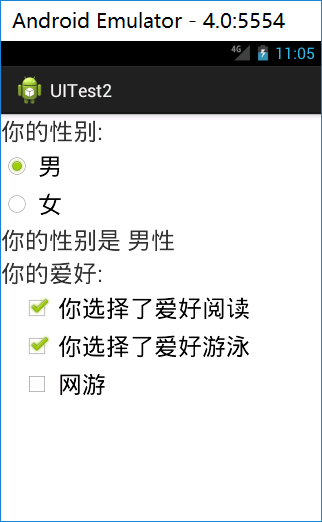 Android Emulator - 4.0:5554
4G 11:05
UITest2
你的性别:
男
女
你的性别是 男性
你的爱好:
你选择了爱好阅读
你选择了爱好游泳
网游